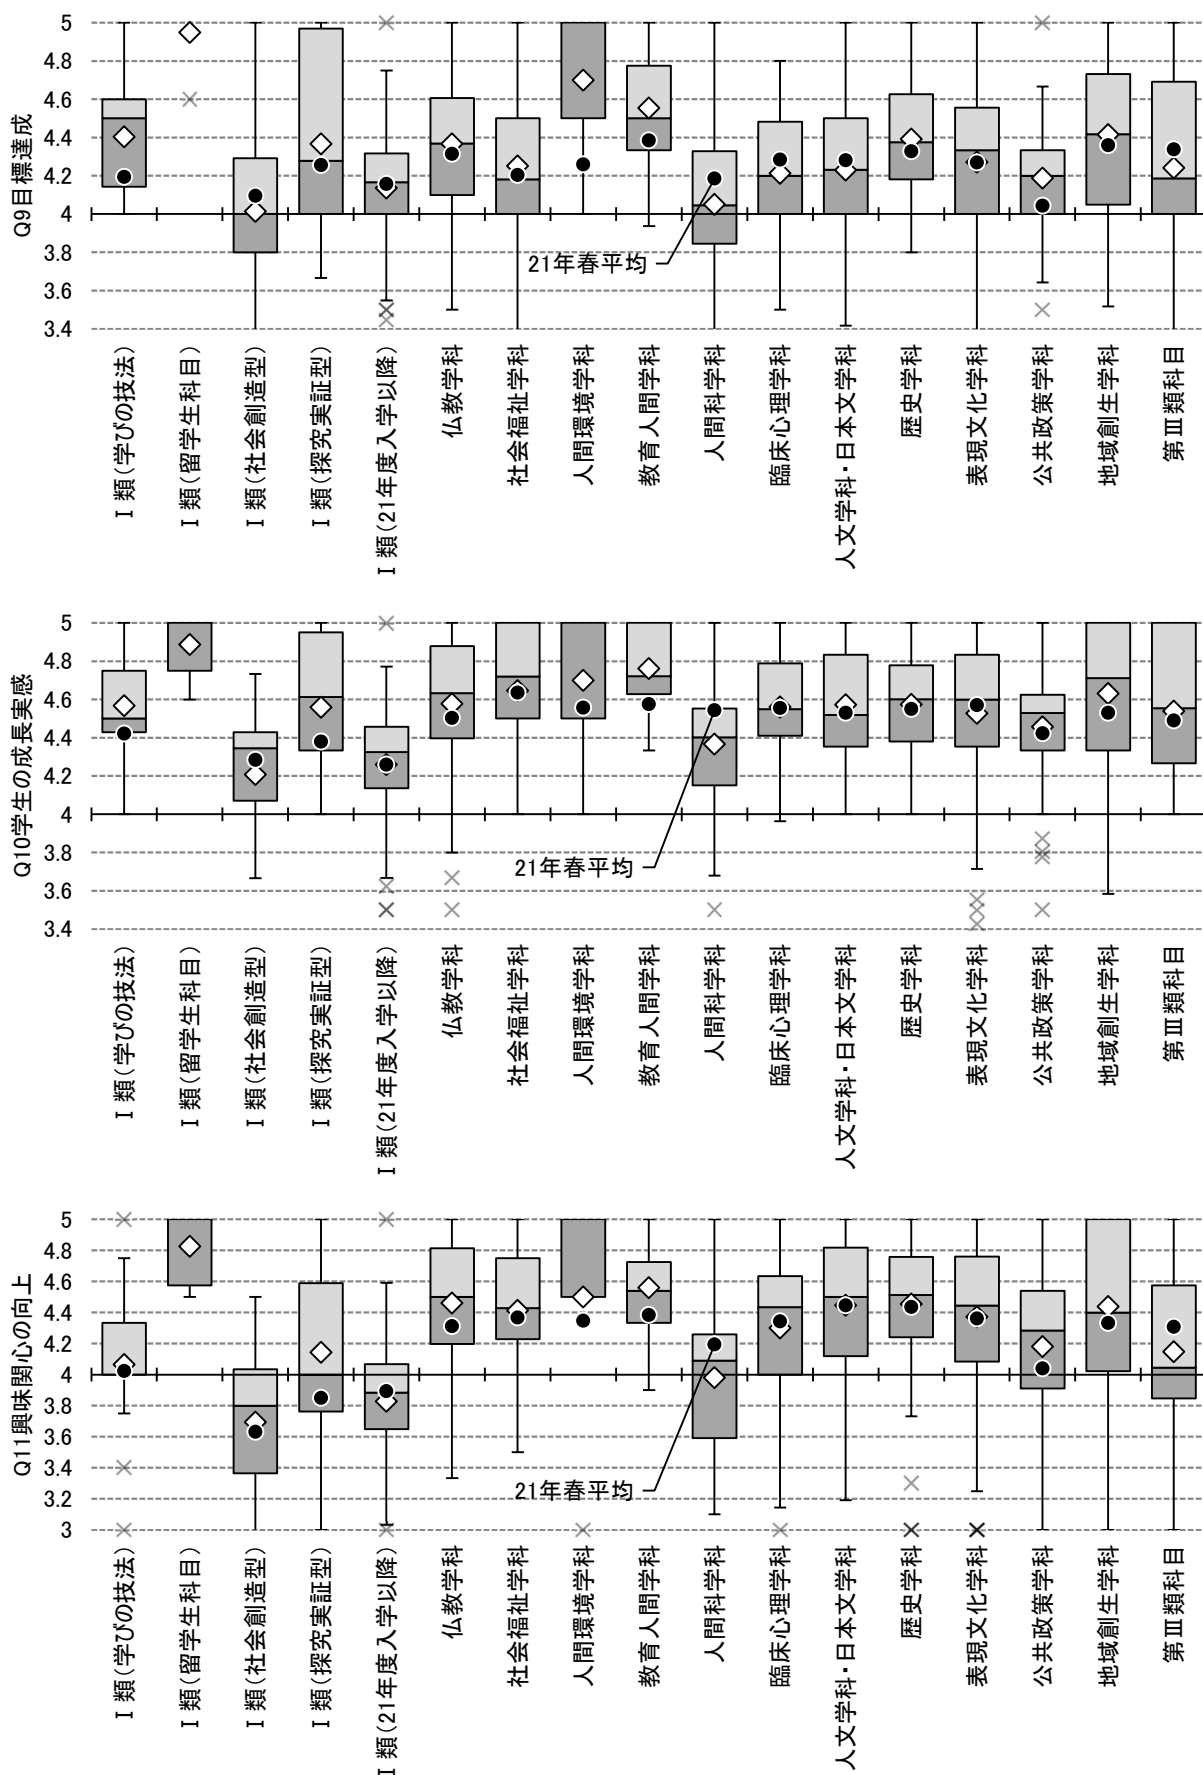 Q9目標達成
5
4.8
4.6
4.4
4.2
4
3.8
3.6
3.4
21年春平均
Ⅰ類(学びの技法)
Ⅰ類(留学生科目)
Ⅰ類(社会創造型)
Ⅰ類(探究実証型)
Ⅰ類(21年度入学以降)
仏教学科
社会福祉学科
人間環境学科
教育人間学科
人間科学科
臨床心理学科
人文学科・日本文学科
歴史学科
表現文化学科
公共政策学科
地域創生学科
第Ⅲ類科目
Q10学生の成長実感
5
4.8
4.6
4.4
4.2
4
3.8
3.6
3.4
21年春平均
Ⅰ類(学びの技法)
Ⅰ類(留学生科目)
Ⅰ類(社会創造型)
Ⅰ類(探究実証型)
Ⅰ類(21年度入学以降)
仏教学科
社会福祉学科
人間環境学科
教育人間学科
人間科学科
臨床心理学科
人文学科・日本文学科
歴史学科
表現文化学科
公共政策学科
地域創生学科
第Ⅲ類科目
Q11興味関心の向上
5
4.8
4.6
4.4
4.2
4
3.8
3.6
3.4
3.2
3
21年春平均
Ⅰ類(学びの技法)
Ⅰ類(留学生科目)
Ⅰ類(社会創造型)
Ⅰ類(探究実証型)
Ⅰ類(21年度入学以降)
仏教学科
社会福祉学科
人間環境学科
教育人間学科
人間科学科
臨床心理学科
人文学科・日本文学科
歴史学科
表現文化学科
公共政策学科
地域創生学科
第Ⅲ類科目